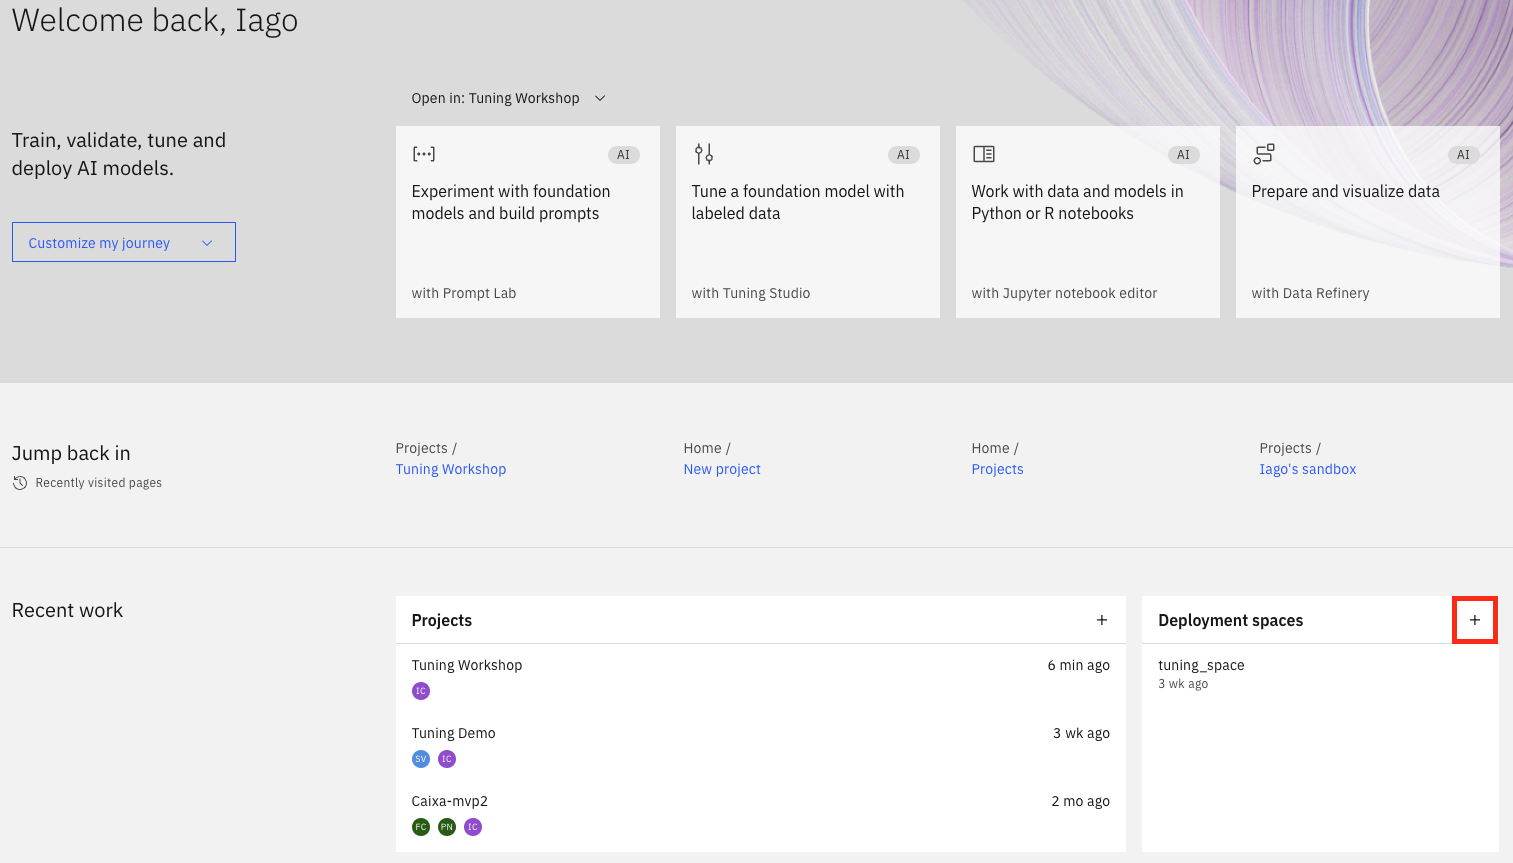 Welcome back, Iago
Open in: Tuning Workshop
Train, validate, tune and
deploy AI models.
Customize my journey
AI
Experiment with foundation
models and build prompts
with Prompt Lab
AI
Tune a foundation model with
labeled data
with Tuning Studio
AI
Work with data and models in
Python or R notebooks
with Jupyter notebook editor
AI
Prepare and visualize data
with Data Refinery
Jump back in
Recently visited pages
Projects /
Tuning Workshop
Home /
New project
Home /
Projects
Projects /
Iago's sandbox
Recent work
Projects +
Tuning Workshop 6 min ago
IC
Tuning Demo 3 wk ago
SV IC
Caixa-mvp2 2 mo ago
FC PN IC
Deployment spaces +
tuning_space
3 wk ago